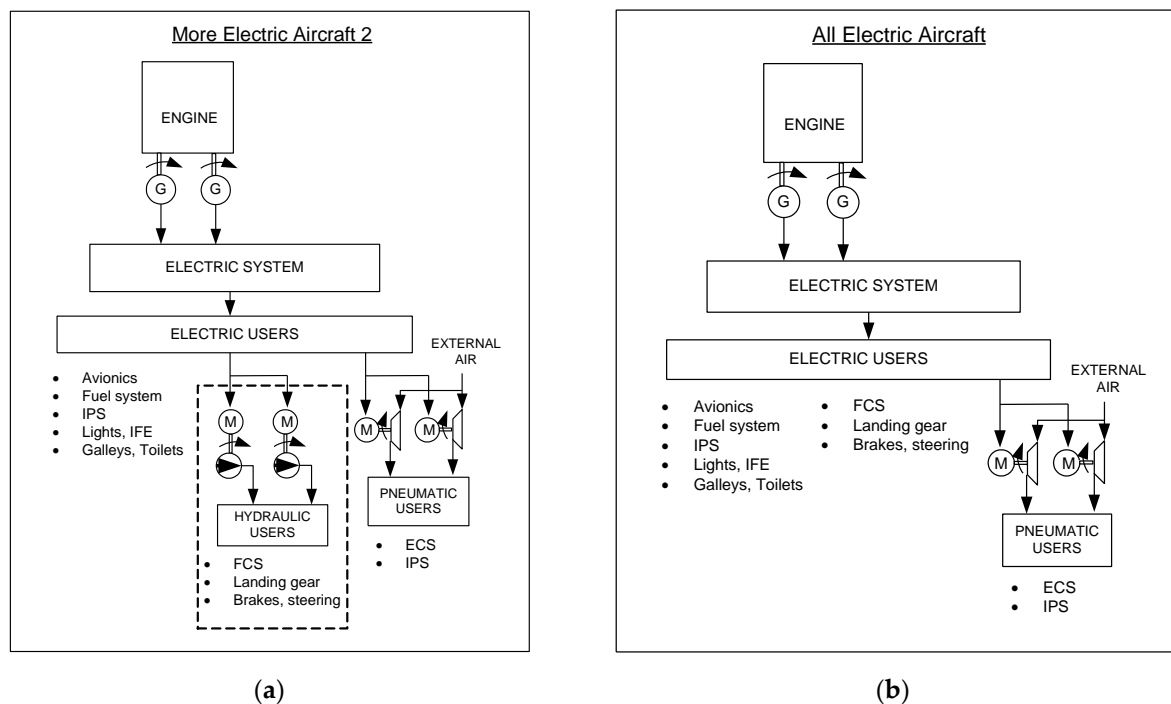 More Electric Aircraft 2
ENGINE
G G
ELECTRIC SYSTEM
ELECTRIC USERS
EXTERNAL
AIR
• Avionics
• Fuel system
• IPS
• Lights, IFE
• Galleys, Toilets
M M
M M
HYDRAULIC
USERS
PNEUMATIC
USERS
• FCS
• Landing gear
• Brakes, steering
• ECS
• IPS
(a)
All Electric Aircraft
ENGINE
G G
ELECTRIC SYSTEM
ELECTRIC USERS
EXTERNAL
AIR
• Avionics
• Fuel system
• IPS
• Lights, IFE
• Galleys, Toilets
• FCS
• Landing gear
• Brakes, steering
M M
PNEUMATIC
USERS
• ECS
• IPS
(b)